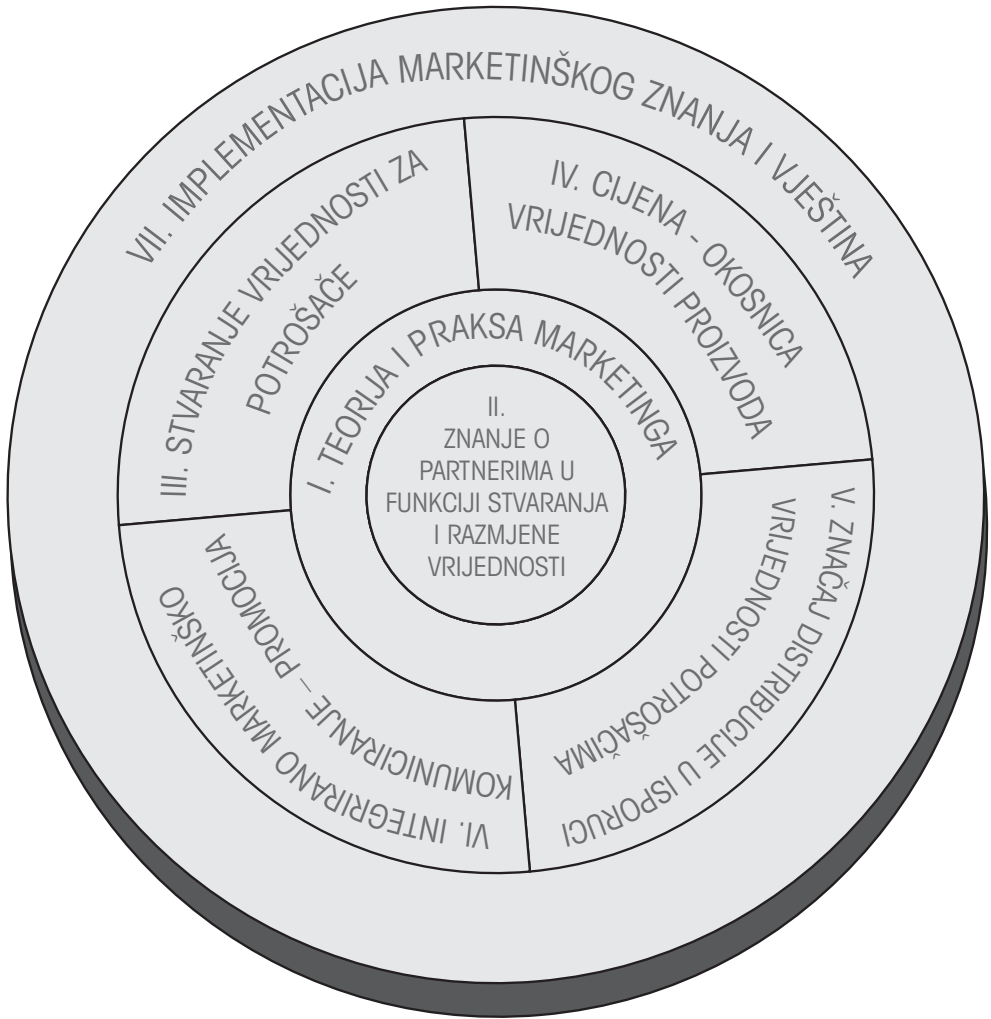 VII. IMPLEMENTACIJA MARKETINŠKOG ZNANJA I VJEŠTINA
III. STVARANJE VRIJEDNOSTI ZA
POTROŠAČE
IV. CIJENA - OKOSNICA
VRIJEDNOSTI PROIZVODA
I. TEORIJA I PRAKSA MARKETINGA
II.
ZNANJE O
PARTNERIMA U
FUNKCIJI STVARANJA
I RAZMJENE
VRIJEDNOSTI
V. ZNAČAJ DISTRIBUCIJE U ISPORUCI
VRIJEDNOSTI POTROŠAČIMA
VI. INTEGRIRANO MARKETINŠKO
KOMUNICIRANJE – PROMOCIJA